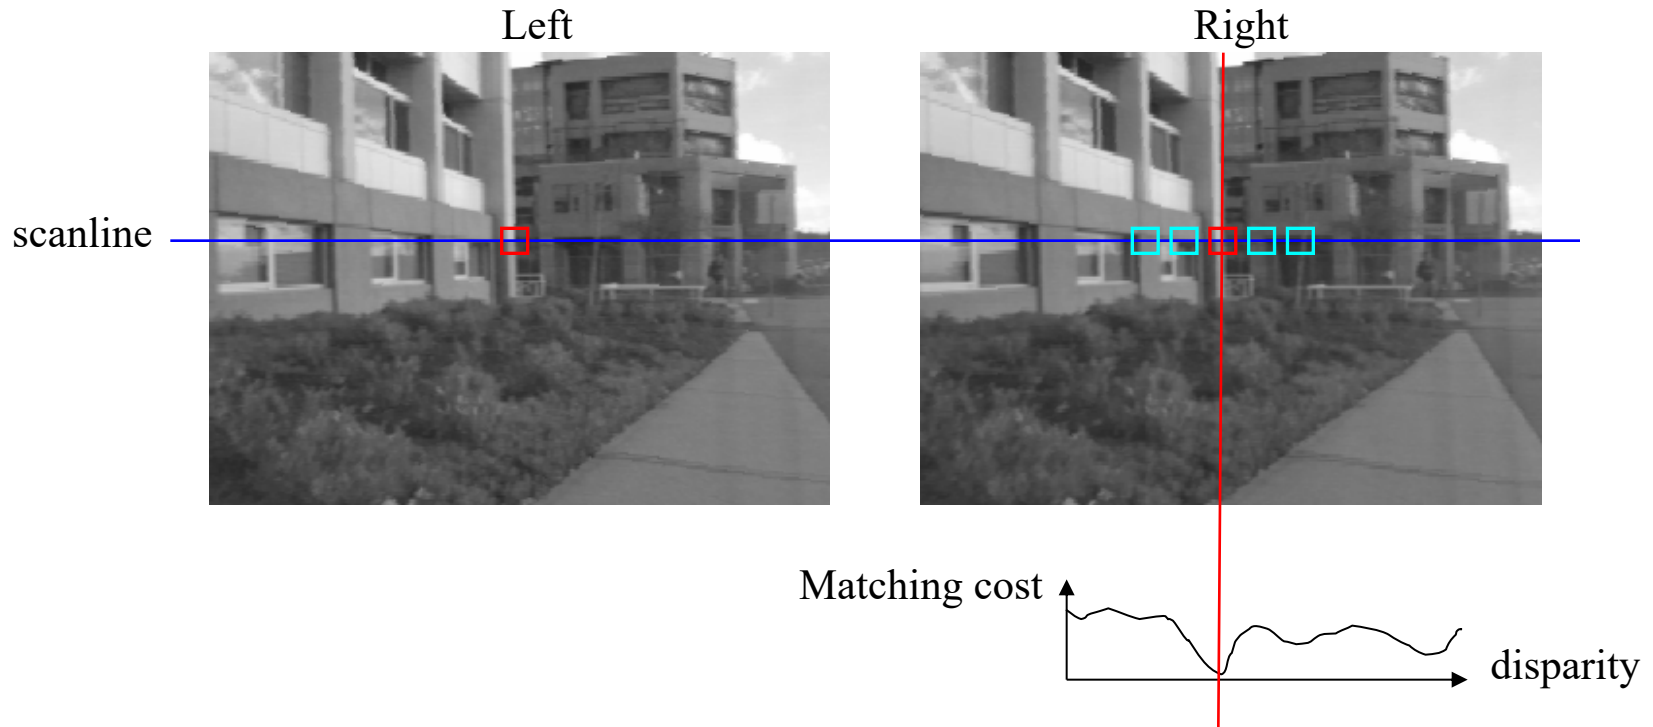 Left
Right
scanline
Matching cost
disparity